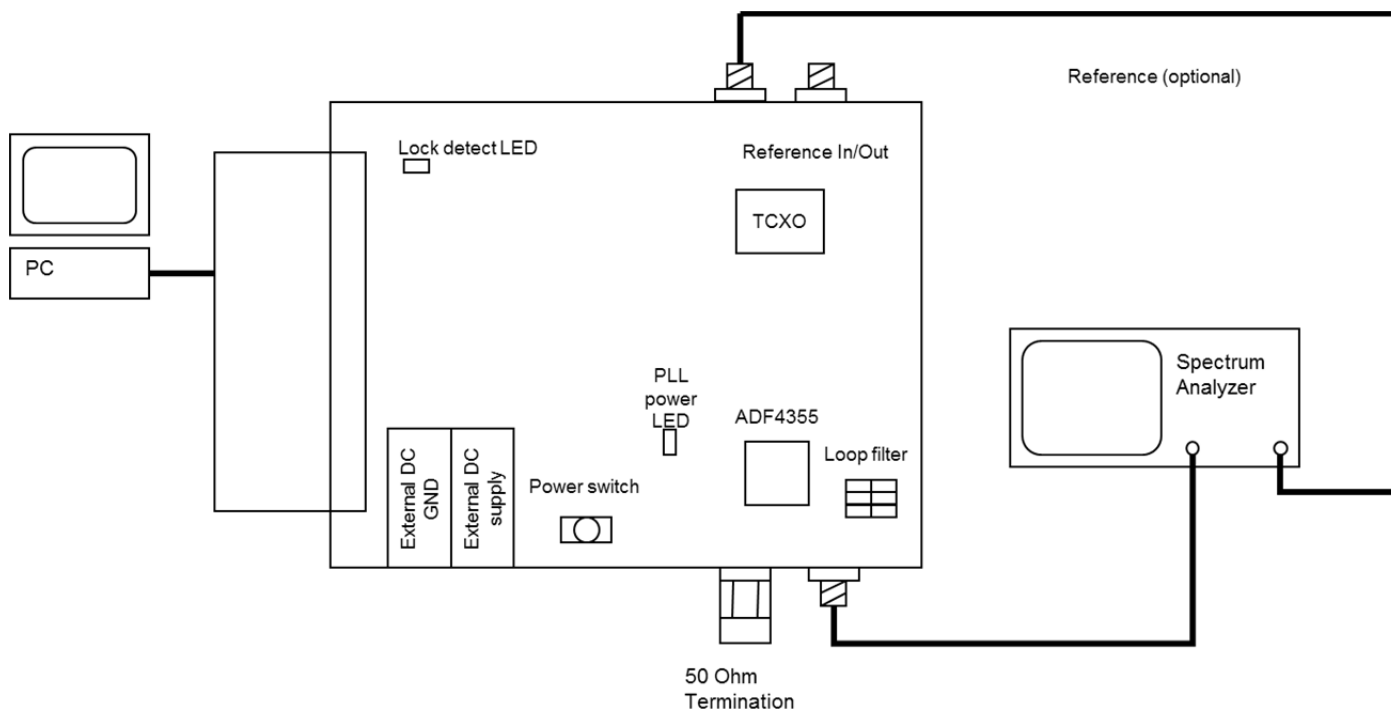 Reference (optional)
Lock detect LED
Reference In/Out
TCXO
PC
Spectrum
Analyzer
PLL
power
LED
ADF4355
Loop filter
Power switch
External DC
GND
External DC
supply
50 Ohm
Termination